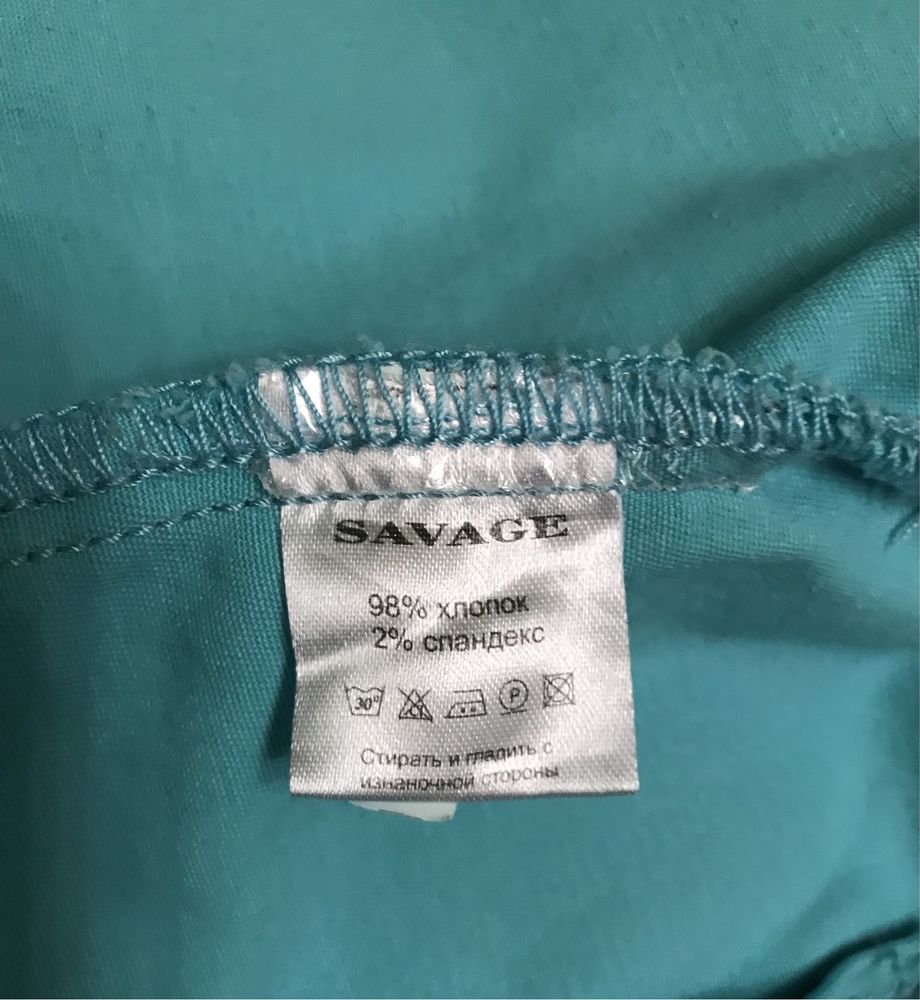 SAVAGE
98% хлопок
2% спандекс
30° P
Стирать и гладить с
изнаночной стороны